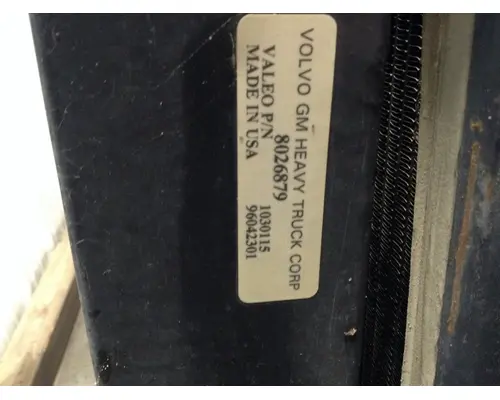 VOLVO GM HEAVY TRUCK CORP
8026879
VALEO P/N 1030115
MADE IN USA 96042301